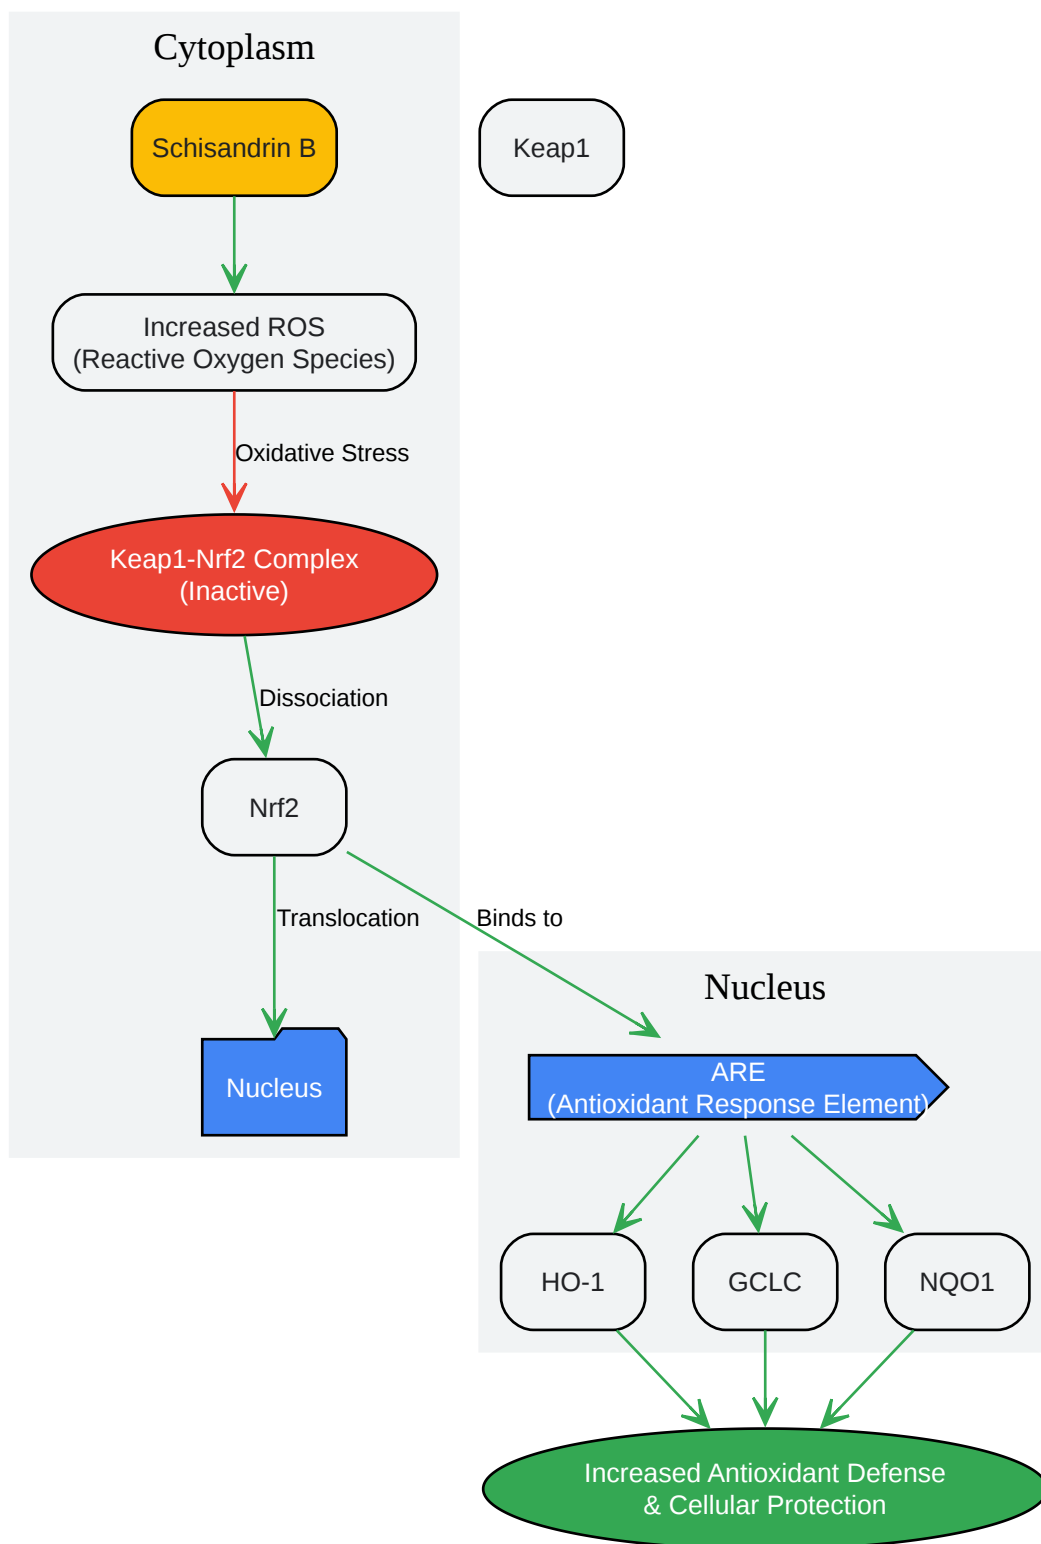 Cytoplasm
Schisandrin B
Keap1
Increased ROS
(Reactive Oxygen Species)
Oxidative Stress
Keap1-Nrf2 Complex
(Inactive)
Dissociation
Nrf2
Translocation
Binds to
Nucleus
Nucleus
ARE
(Antioxidant Response Element)
HO-1
GCLC
NQO1
Increased Antioxidant Defense
& Cellular Protection